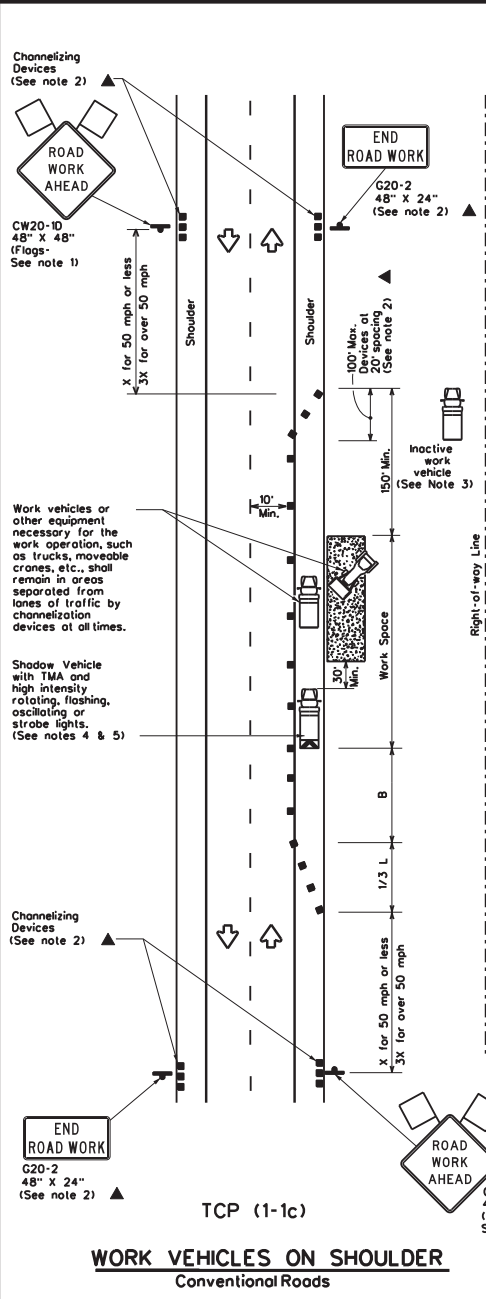 Channelizing
Devices
(See note 2)
ROAD
WORK
AHEAD
CW20-1D
48" X 48"
(Flags-
See note 1)
END
ROAD WORK
G20-2
48" X 24"
(See note 2)
X for 50 mph or less
3X for over 50 mph
Shoulder
Shoulder
100' Max.
Devices at
20' spacing
(See note 2)
150' Min.
Inactive
work
vehicle
(See Note 3)
10'
Min.
Work vehicles or
other equipment
necessary for the
work operation, such
as trucks, moveable
cranes, etc., shall
remain in areas
separated from
lanes of traffic by
channelization
devices at all times.
Work Space
Right-of-way Line
30'
Min.
Shadow Vehicle
with TMA and
high intensity
rotating, flashing,
oscillating or
strobe lights.
(See notes 4 & 5)
B
1/3 L
Channelizing
Devices
(See note 2)
X for 50 mph or less
3X for over 50 mph
END
ROAD WORK
G20-2
48" X 24"
(See note 2)
ROAD
WORK
AHEAD
TCP (1-1c)
WORK VEHICLES ON SHOULDER
Conventional Roads